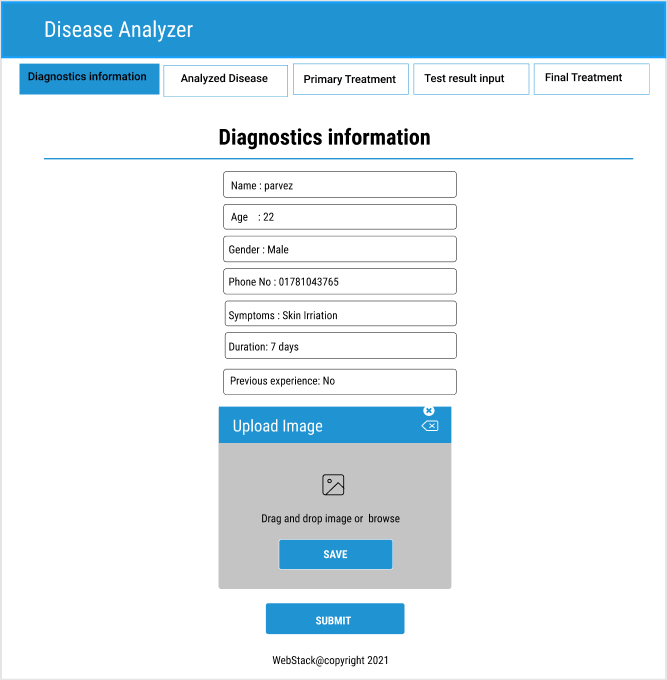 Disease Analyzer
Diagnostics information
Analyzed Disease
Primary Treatment
Test result input
Final Treatment
Diagnostics information
Name : parvez
Age : 22
Gender : Male
Phone No : 01781043765
Symptoms : Skin Irriation
Duration: 7 days
Previous experience: No
Upload Image
Drag and drop image or browse
SAVE
SUBMIT
WebStack@copyright 2021